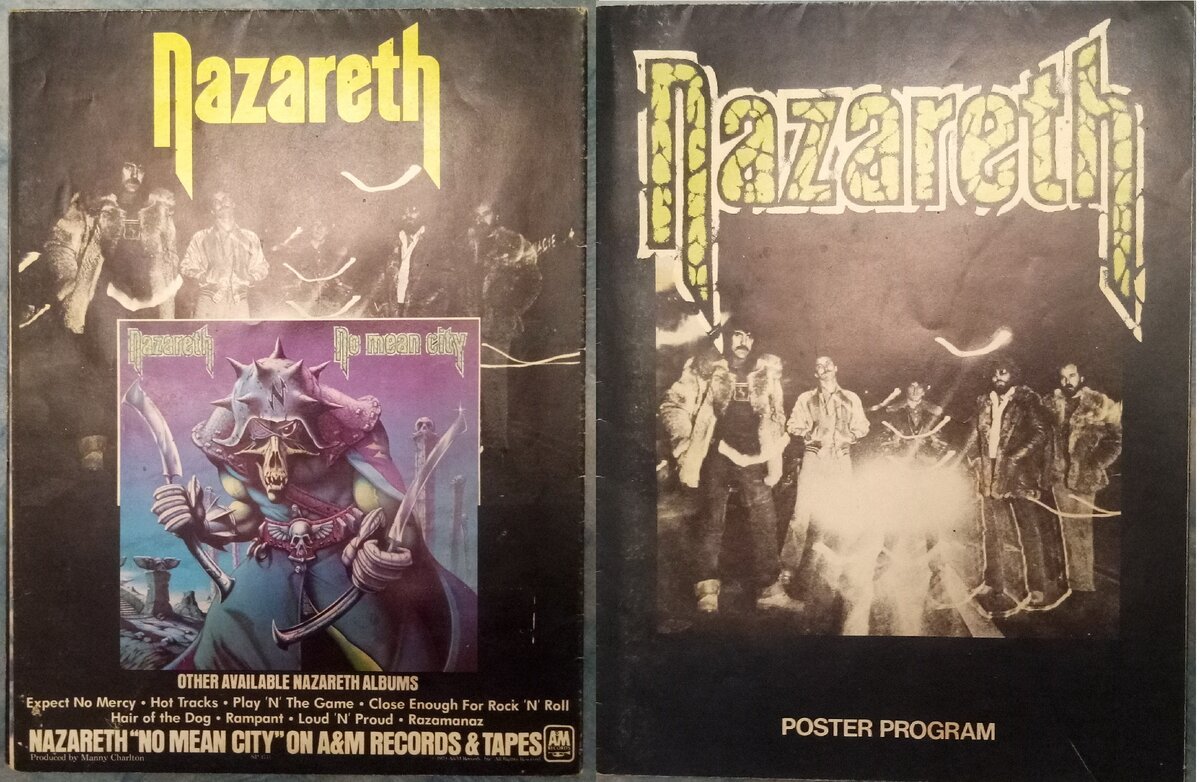 Nazareth
Nazareth No mean city
OTHER AVAILABLE NAZARETH ALBUMS
Expect No Mercy • Hot Tracks • Play 'N' The Game • Close Enough For Rock 'N' Roll
Hair of the Dog • Rampant • Loud 'N' Proud • Razamanaz
NAZARETH "NO MEAN CITY" ON A&M RECORDS & TAPES A&M RECORDS
Produced by Manny Charlton
Nazareth
POSTER PROGRAM